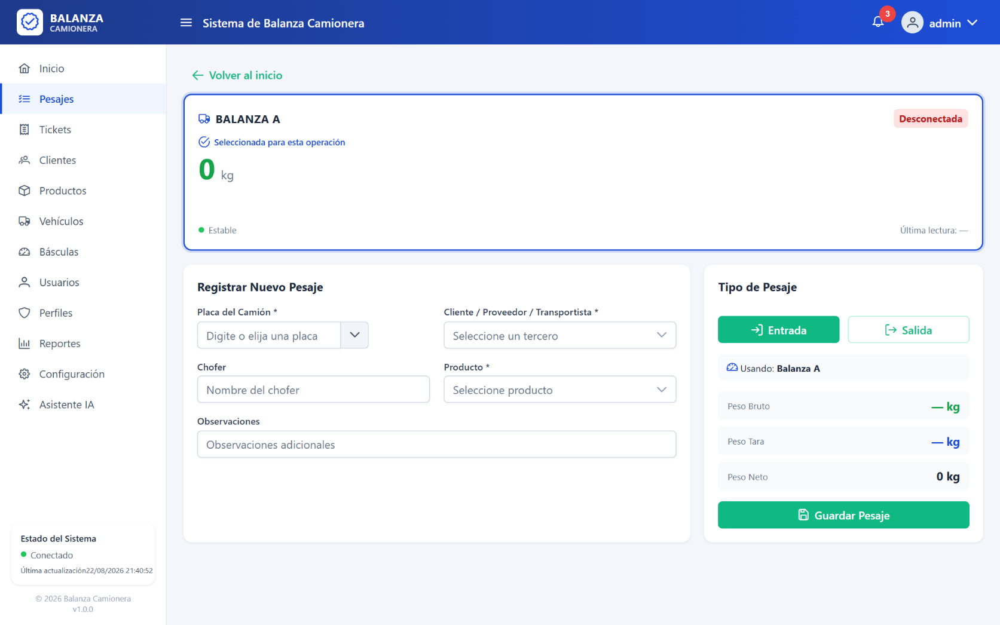 BALANZA
CAMIONERA
Sistema de Balanza Camionera
3
admin
Inicio
Pesajes
Tickets
Clientes
Productos
Vehículos
Básculas
Usuarios
Perfiles
Reportes
Configuración
Asistente IA
Estado del Sistema
Conectado
Última actualización22/08/2026 21:40:52
© 2026 Balanza Camionera
v1.0.0
Volver al inicio
BALANZA A
Desconectada
Seleccionada para esta operación
0 kg
Estable
Última lectura: —
Registrar Nuevo Pesaje
Placa del Camión *
Digite o elija una placa
Cliente / Proveedor / Transportista *
Seleccione un tercero
Chofer
Nombre del chofer
Producto *
Seleccione producto
Observaciones
Observaciones adicionales
Tipo de Pesaje
Entrada
Salida
Usando: Balanza A
Peso Bruto
— kg
Peso Tara
— kg
Peso Neto
0 kg
Guardar Pesaje